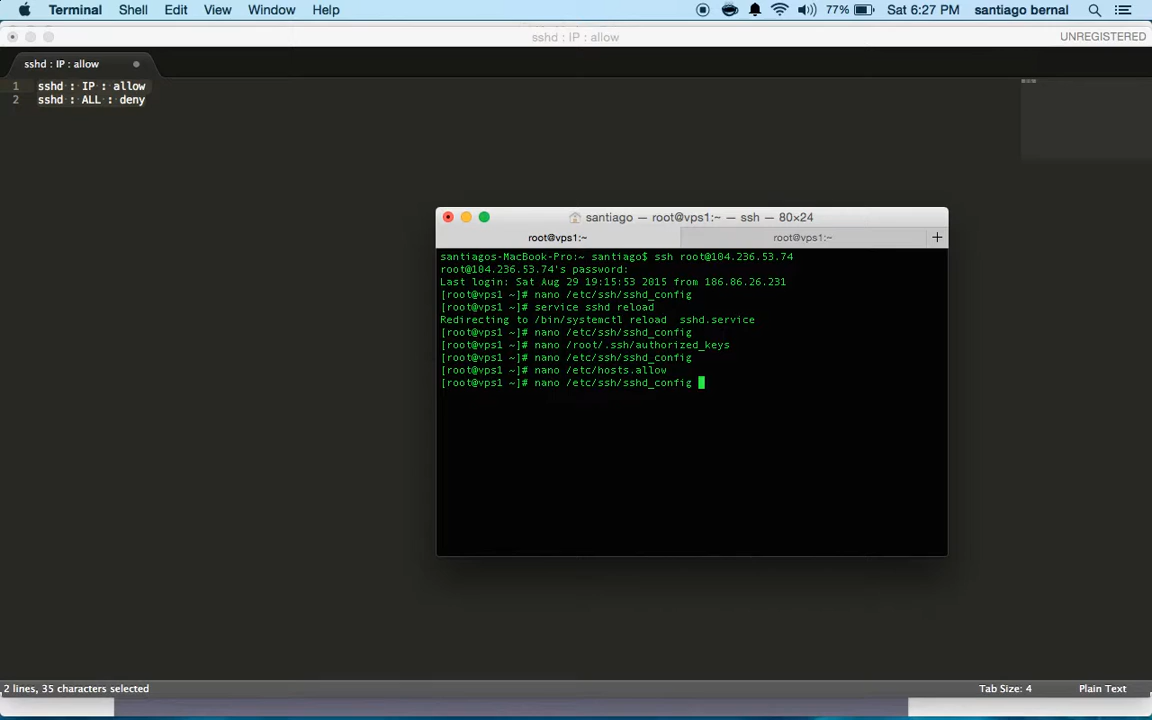 Terminal Shell Edit View Window Help 77% Sat 6:27 PM santiago bernal
sshd : IP : allow UNREGISTERED
sshd : IP : allow
1 sshd : IP : allow
2 sshd : ALL : deny
santiago — root@vps1:~ — ssh — 80×24
root@vps1:~ root@vps1:~ +
santiagos-MacBook-Pro:~ santiago$ ssh root@104.236.53.74
root@104.236.53.74's password:
Last login: Sat Aug 29 19:15:53 2015 from 186.86.26.231
[root@vps1 ~]# nano /etc/ssh/sshd_config
[root@vps1 ~]# service sshd reload
Redirecting to /bin/systemctl reload  sshd.service
[root@vps1 ~]# nano /etc/ssh/sshd_config
[root@vps1 ~]# nano /root/.ssh/authorized_keys
[root@vps1 ~]# nano /etc/ssh/sshd_config
[root@vps1 ~]# nano /etc/hosts.allow
[root@vps1 ~]# nano /etc/ssh/sshd_config
2 lines, 35 characters selected Tab Size: 4 Plain Text